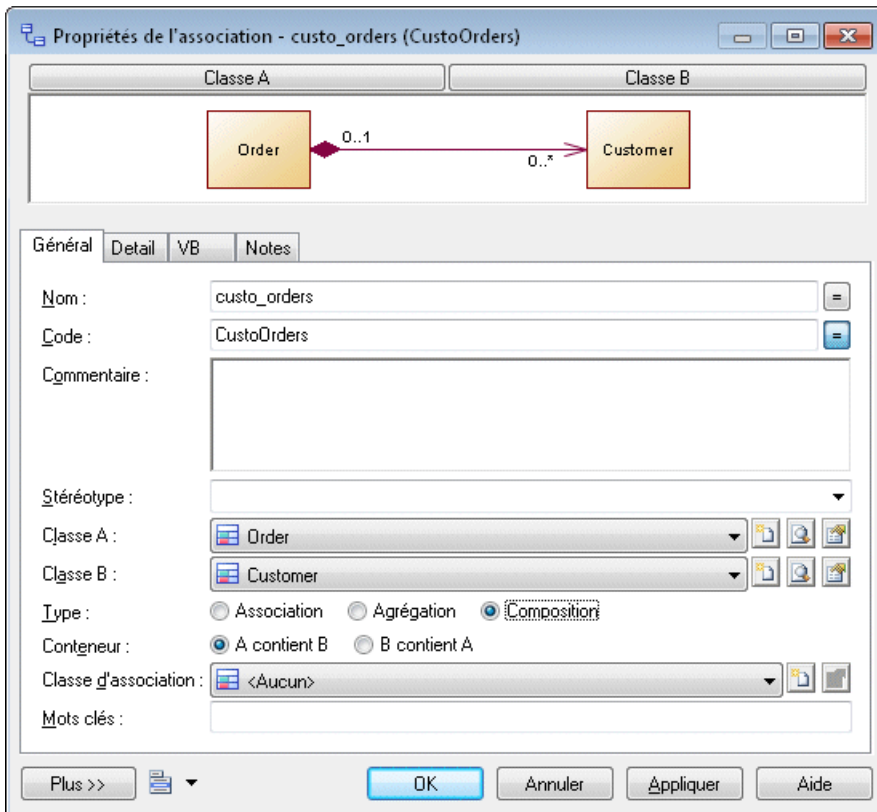 Propriétés de l'association - custo_orders (CustoOrders)
Classe A Classe B
Order 0..1 0..* Customer
Général Detail VB Notes
Nom : custo_orders =
Code : CustoOrders =
Commentaire :
Stéréotype :
Classe A : Order
Classe B : Customer
Type : Association Agrégation Composition
Conteneur : A contient B B contient A
Classe d'association : <Aucun>
Mots clés :
Plus >> OK Annuler Appliquer Aide